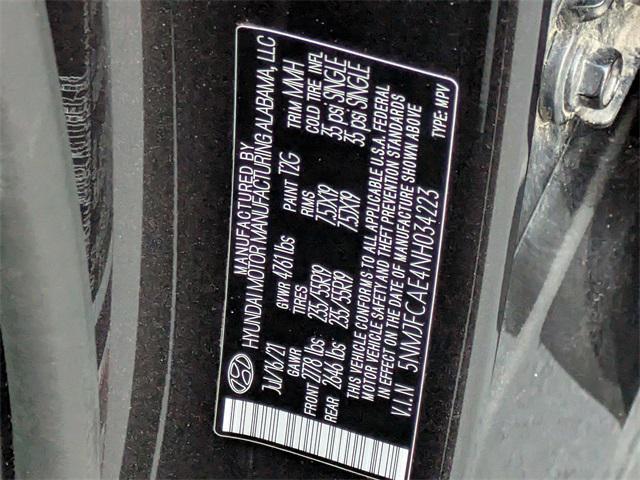 MANUFACTURED BY
HYUNDAI MOTOR MANUFACTURING ALABAMA, LLC
JUL/16/21 GVWR 4761lbs PAINT T2G TRIM MMH
GAWR TIRES RIMS COLD TIRE INFL
FRONT 2778 lbs 235/55R19 7.5JX19 35 psi SINGLE
REAR 2646 lbs 235/55R19 7.5JX19 35 psi SINGLE
THIS VEHICLE CONFORMS TO ALL APPLICABLE U.S.A. FEDERAL
MOTOR VEHICLE SAFETY AND THEFT PREVENTION STANDARDS
IN EFFECT ON THE DATE OF MANUFACTURE SHOWN ABOVE
V.I.N 5NMJFCAE4NH034223 TYPE: MPV